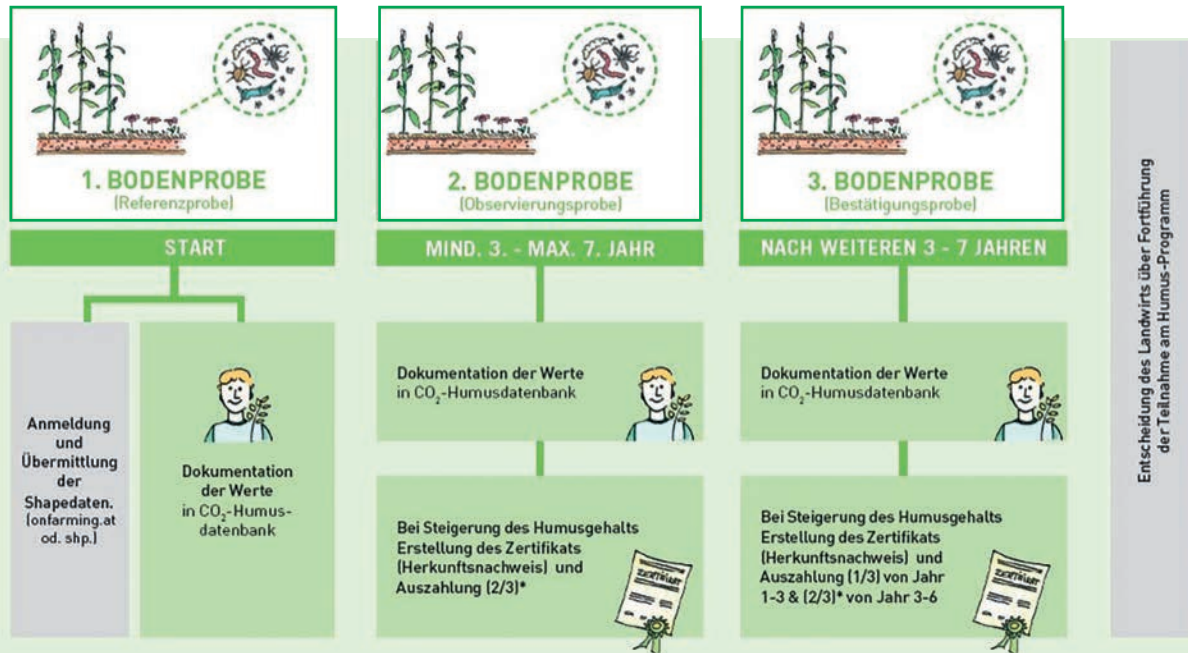 1. BODENPROBE
(Referenzprobe)
START
Anmeldung
und
Übermittlung
der
Shapedaten.
(onfarming.at
od. shp.)
Dokumentation
der Werte
in CO₂-Humus-
datenbank
2. BODENPROBE
(Observierungsprobe)
MIND. 3. - MAX. 7. JAHR
Dokumentation der Werte
in CO₂-Humusdatenbank
Bei Steigerung des Humusgehalts
Erstellung des Zertifikats
(Herkunftsnachweis) und
Auszahlung (2/3)*
ZERTIFIKAT
3. BODENPROBE
(Bestätigungsprobe)
NACH WEITEREN 3 - 7 JAHREN
Dokumentation der Werte
in CO₂-Humusdatenbank
Bei Steigerung des Humusgehalts
Erstellung des Zertifikats
(Herkunftsnachweis) und
Auszahlung (1/3) von Jahr
1-3 & (2/3)* von Jahr 3-6
ZERTIFIKAT
Entscheidung des Landwirts über Fortführung
der Teilnahme am Humus-Programm